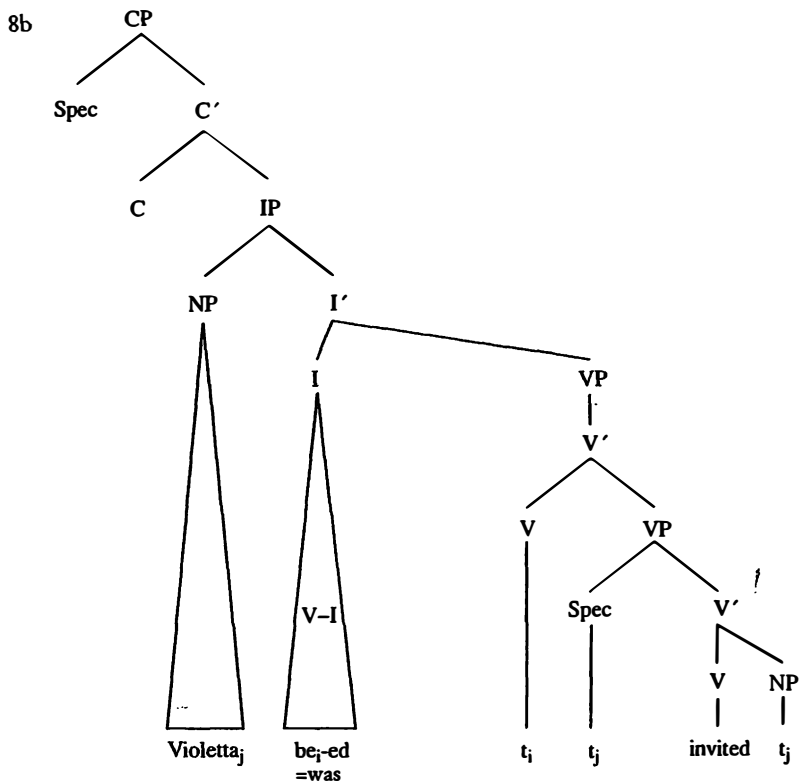 8b
CP
Spec C′
C IP
NP I′
I VP
V′
V VP
V–I Spec V′
V NP
Violettaⱼ beᵢ-ed tᵢ tⱼ invited tⱼ
=was